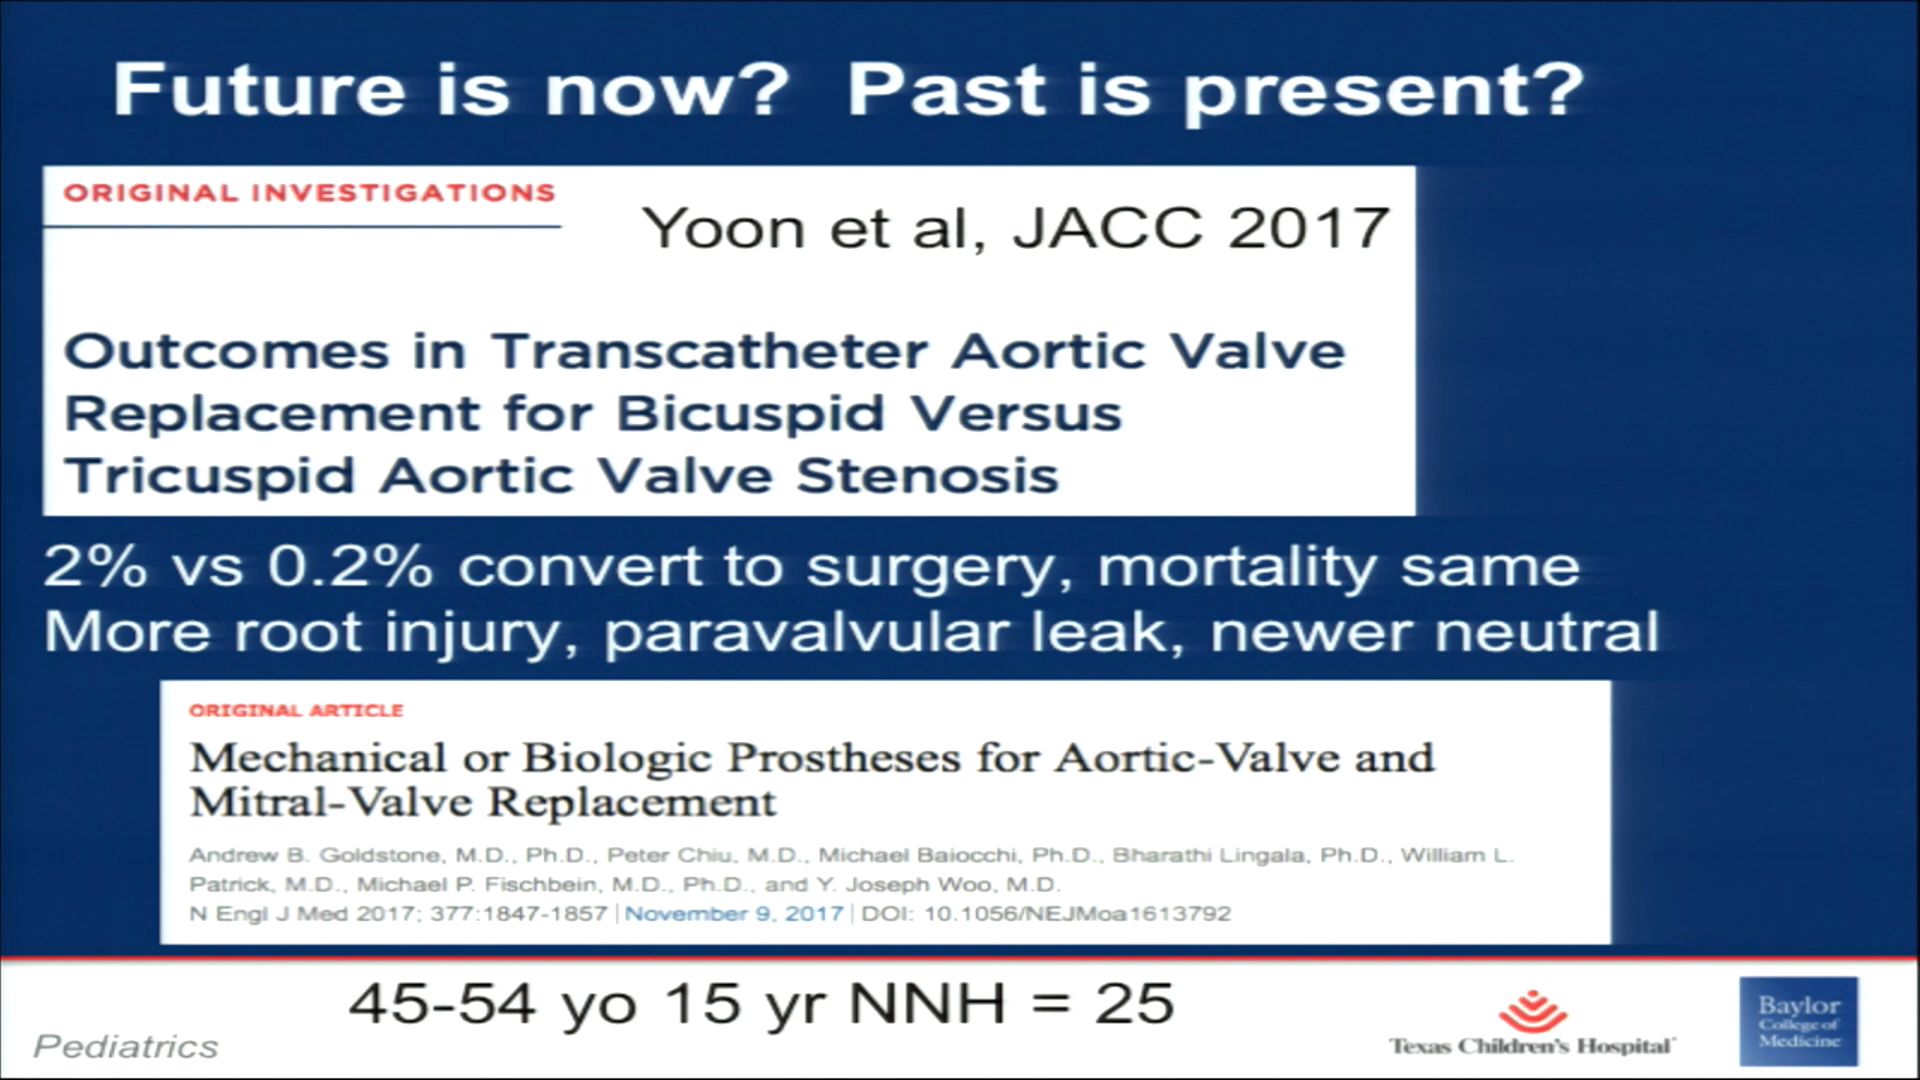 Future is now? Past is present?
ORIGINAL INVESTIGATIONS
Yoon et al, JACC 2017
Outcomes in Transcatheter Aortic Valve
Replacement for Bicuspid Versus
Tricuspid Aortic Valve Stenosis
2% vs 0.2% convert to surgery, mortality same
More root injury, paravalvular leak, newer neutral
ORIGINAL ARTICLE
Mechanical or Biologic Prostheses for Aortic-Valve and
Mitral-Valve Replacement
Andrew B. Goldstone, M.D., Ph.D., Peter Chiu, M.D., Michael Baiocchi, Ph.D., Bharathi Lingala, Ph.D., William L.
Patrick, M.D., Michael P. Fischbein, M.D., Ph.D., and Y. Joseph Woo, M.D.
N Engl J Med 2017; 377:1847-1857 | November 9, 2017 | DOI: 10.1056/NEJMoa1613792
45-54 yo 15 yr NNH = 25
Pediatrics
Texas Children's Hospital
Baylor
College of
Medicine